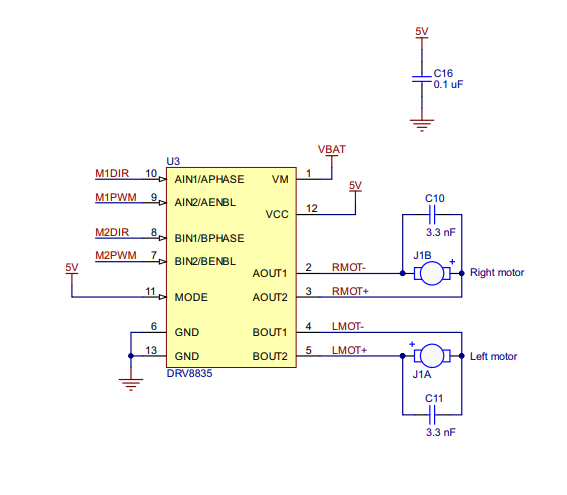 5V
C16
0.1 uF
U3
VBAT
M1DIR 10 AIN1/APHASE VM 1
5V
M1PWM 9 AIN2/AENBL
VCC 12
C10
M2DIR 8 BIN1/BPHASE
3.3 nF
M2PWM 7 BIN2/BENBL
J1B
5V
AOUT1 2 RMOT- + Right motor
11 MODE AOUT2 3 RMOT+
6 GND BOUT1 4 LMOT-
+
13 GND BOUT2 5 LMOT+ Left motor
DRV8835 J1A
C11
3.3 nF